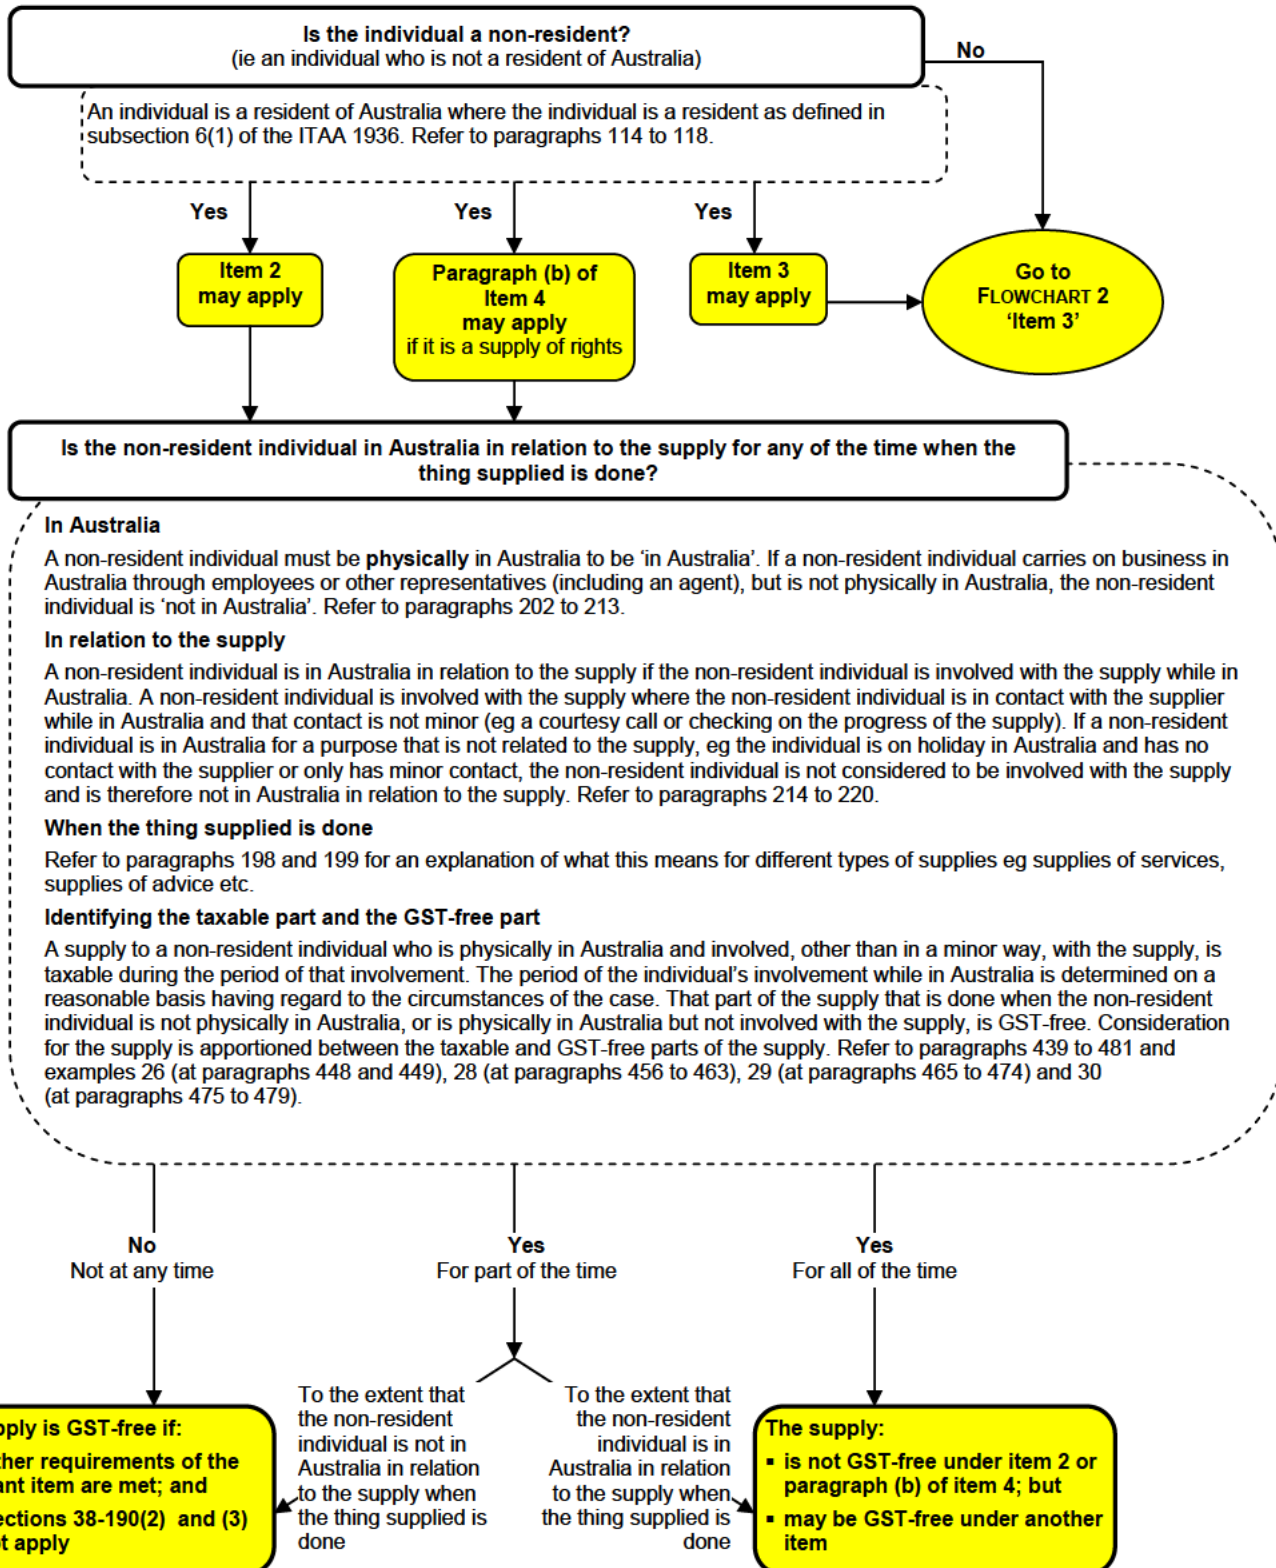 Is the individual a non-resident?
(ie an individual who is not a resident of Australia)
No
An individual is a resident of Australia where the individual is a resident as defined in
subsection 6(1) of the ITAA 1936. Refer to paragraphs 114 to 118.
Yes
Yes
Yes
Item 2
may apply
Paragraph (b) of
Item 4
may apply
if it is a supply of rights
Item 3
may apply
Go to
FLOWCHART 2
‘Item 3’
Is the non-resident individual in Australia in relation to the supply for any of the time when the
thing supplied is done?
In Australia
A non-resident individual must be physically in Australia to be ‘in Australia’. If a non-resident individual carries on business in
Australia through employees or other representatives (including an agent), but is not physically in Australia, the non-resident
individual is ‘not in Australia’. Refer to paragraphs 202 to 213.
In relation to the supply
A non-resident individual is in Australia in relation to the supply if the non-resident individual is involved with the supply while in
Australia. A non-resident individual is involved with the supply where the non-resident individual is in contact with the supplier
while in Australia and that contact is not minor (eg a courtesy call or checking on the progress of the supply). If a non-resident
individual is in Australia for a purpose that is not related to the supply, eg the individual is on holiday in Australia and has no
contact with the supplier or only has minor contact, the non-resident individual is not considered to be involved with the supply
and is therefore not in Australia in relation to the supply. Refer to paragraphs 214 to 220.
When the thing supplied is done
Refer to paragraphs 198 and 199 for an explanation of what this means for different types of supplies eg supplies of services,
supplies of advice etc.
Identifying the taxable part and the GST-free part
A supply to a non-resident individual who is physically in Australia and involved, other than in a minor way, with the supply, is
taxable during the period of that involvement. The period of the individual’s involvement while in Australia is determined on a
reasonable basis having regard to the circumstances of the case. That part of the supply that is done when the non-resident
individual is not physically in Australia, or is physically in Australia but not involved with the supply, is GST-free. Consideration
for the supply is apportioned between the taxable and GST-free parts of the supply. Refer to paragraphs 439 to 481 and
examples 26 (at paragraphs 448 and 449), 28 (at paragraphs 456 to 463), 29 (at paragraphs 465 to 474) and 30
(at paragraphs 475 to 479).
No
Not at any time
Yes
For part of the time
Yes
For all of the time
is GST-free if:
requirements of the
item are met; and
38-190(2) and (3)
apply
To the extent that
the non-resident
individual is not in
Australia in relation
to the supply when
the thing supplied is
done
To the extent that
the non-resident
individual is in
Australia in relation
to the supply when
the thing supplied is
done
The supply:
▪ is not GST-free under item 2 or
paragraph (b) of item 4; but
▪ may be GST-free under another
item